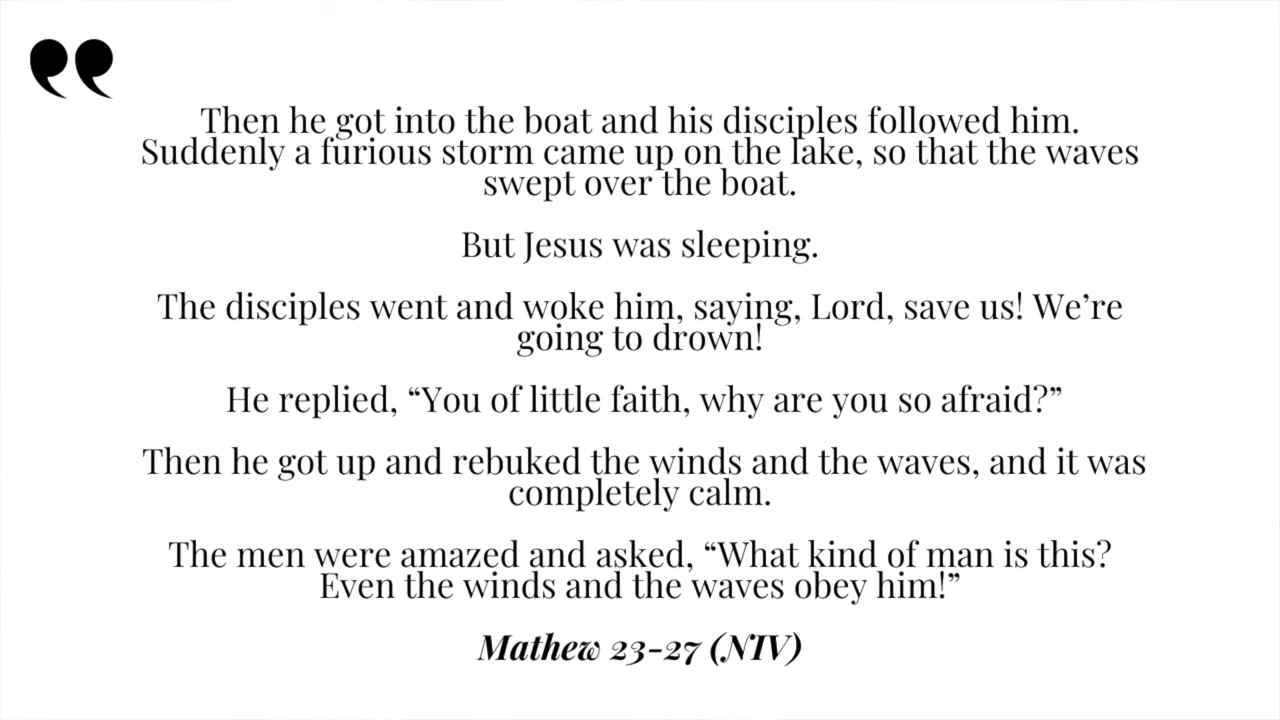 Then he got into the boat and his disciples followed him.
Suddenly a furious storm came up on the lake, so that the waves
swept over the boat.
But Jesus was sleeping.
The disciples went and woke him, saying, Lord, save us! We’re
going to drown!
He replied, “You of little faith, why are you so afraid?”
Then he got up and rebuked the winds and the waves, and it was
completely calm.
The men were amazed and asked, “What kind of man is this?
Even the winds and the waves obey him!”
Mathew 23-27 (NIV)